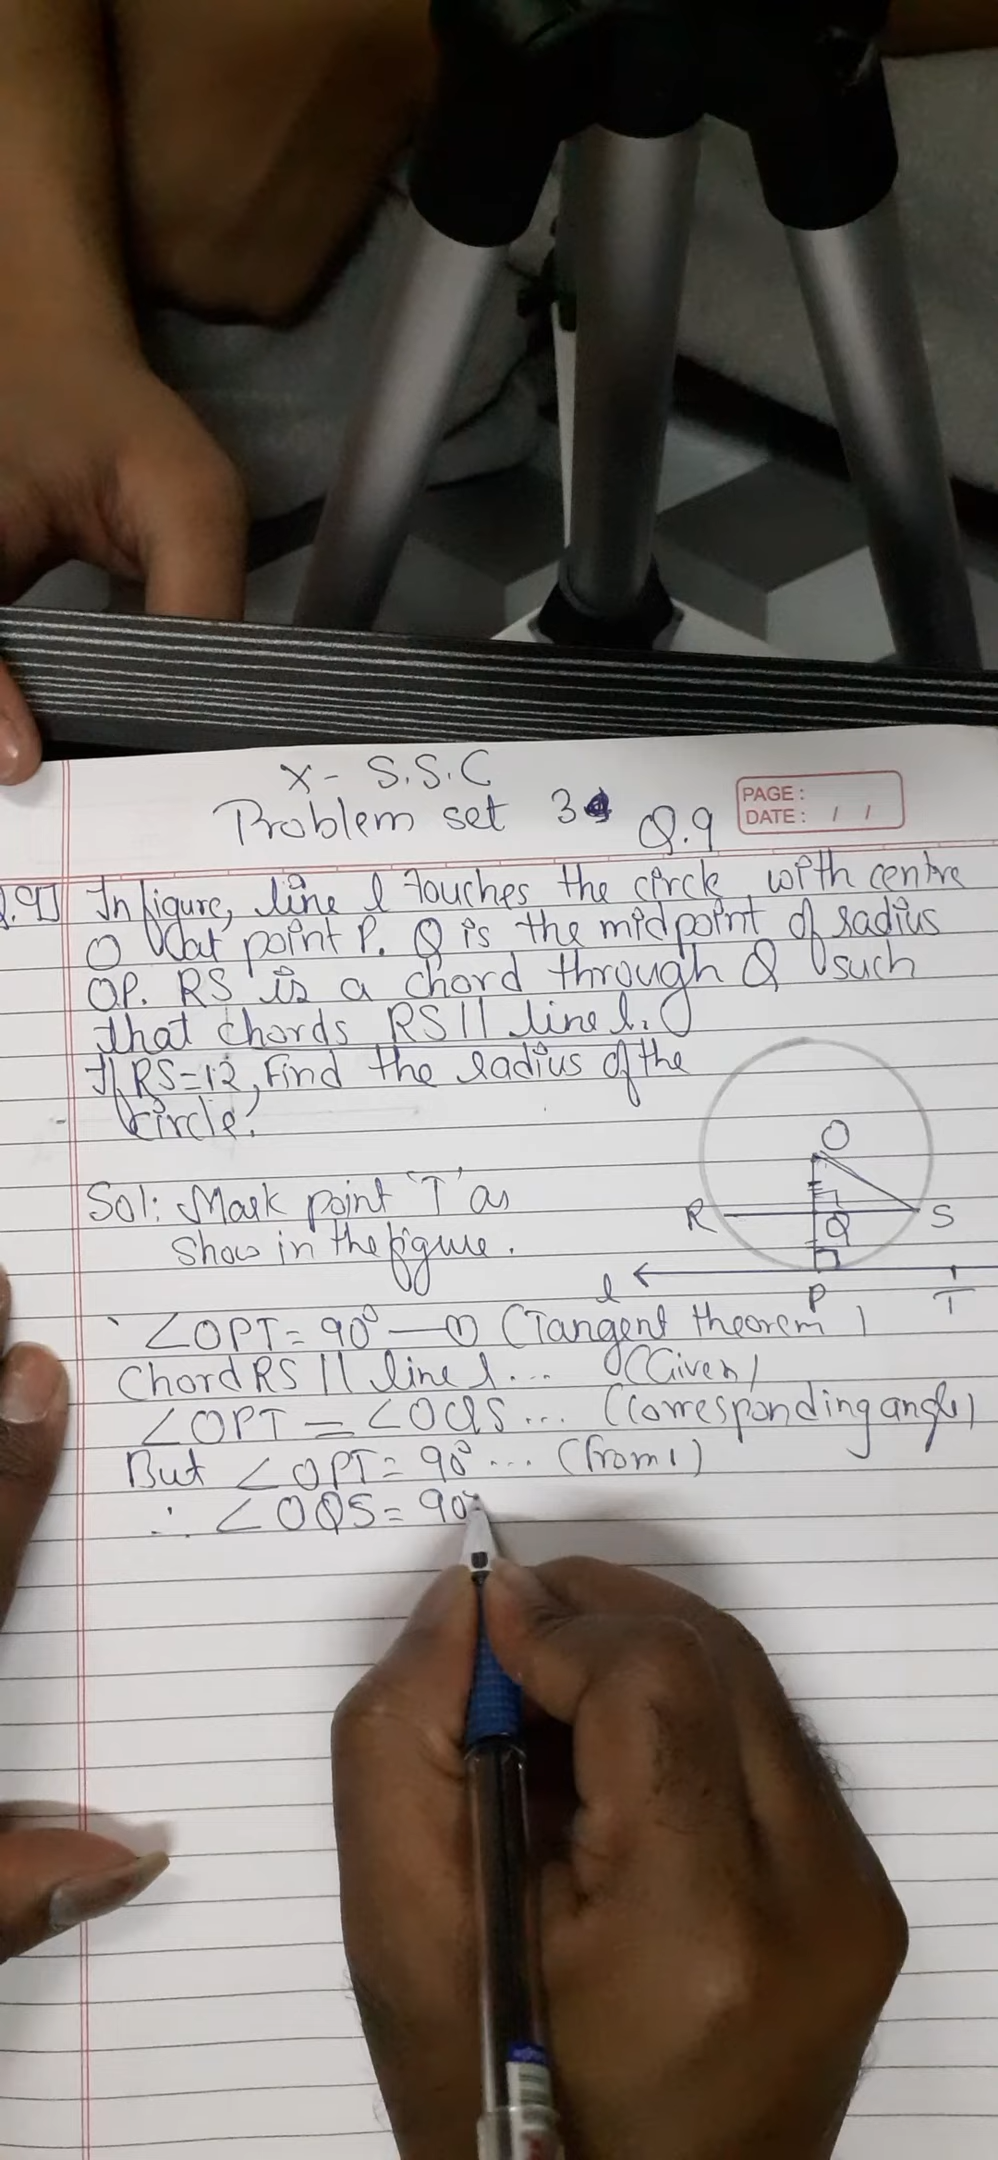 X - S.S.C
Problem set 3 Q.9
PAGE :
DATE : / /
Q.9] In figure, line l touches the circle with centre
O at point P. Q is the midpoint of radius
OP. RS is a chord through Q such
that chords RS || line l.
If RS=12, Find the radius of the
circle.
O
R
Q
S
l
P
T
Sol: Mark point 'T' as
Show in the figure.
∠OPT = 90° — ① (Tangent theorem)
Chord RS || line l ... (Given)
∠OPT = ∠OQS ... (Corresponding angle)
But ∠OPT = 90° ... (from 1)
∴ ∠OQS = 90°